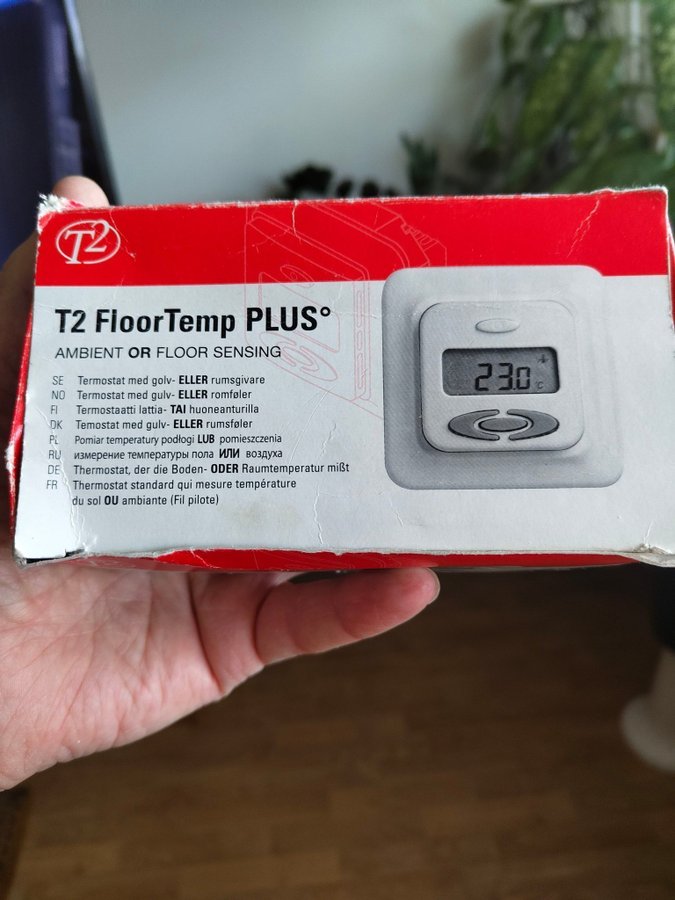 T2
T2 FloorTemp PLUS°
AMBIENT OR FLOOR SENSING
SE Termostat med golv- ELLER rumsgivare
NO Termostat med golv- ELLER romføler
FI Termostaatti lattia- TAI huoneanturilla
DK Temostat med gulv- ELLER rumsføler
PL Pomiar temperatury podłogi LUB pomieszczenia
RU измерение температуры пола ИЛИ воздуха
DE Thermostat, der die Boden- ODER Raumtemperatur mißt
FR Thermostat standard qui mesure température
du sol OU ambiante (Fil pilote)
23.0 °C